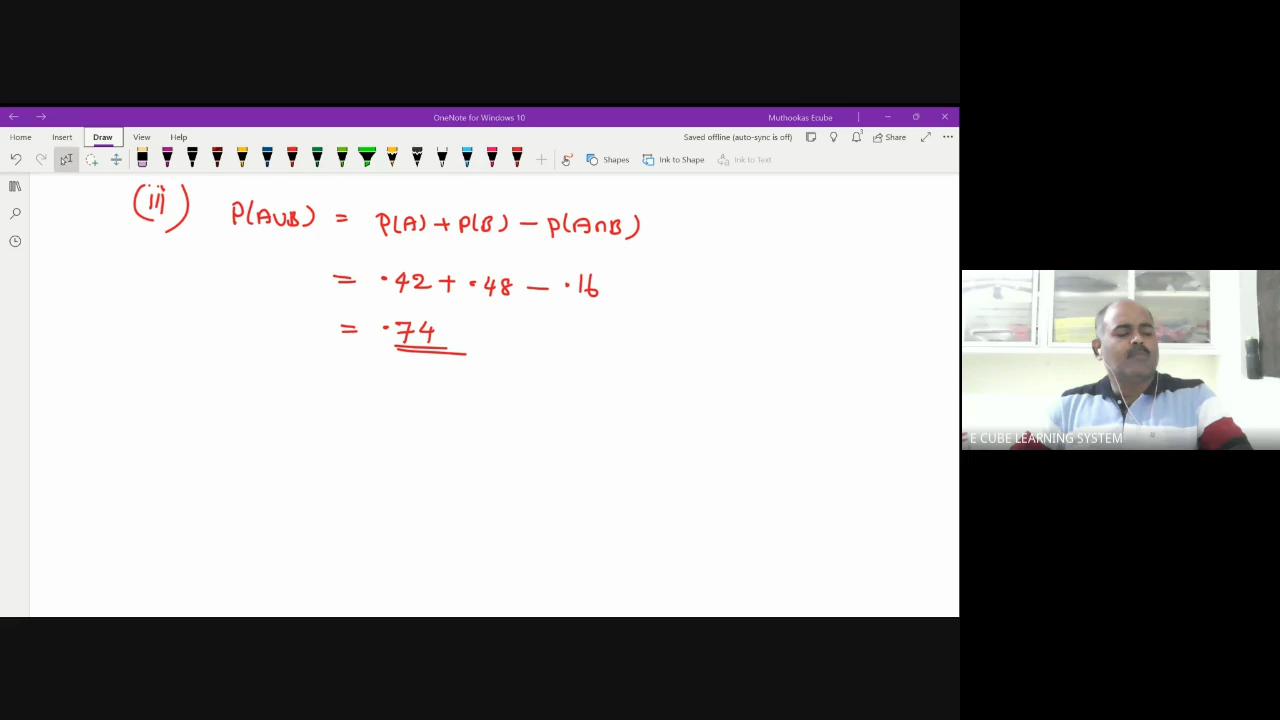 OneNote for Windows 10
Muthookas Ecube
Home Insert Draw View Help
Saved offline (auto-sync is off)
3
Share
Shapes
Ink to Shape
Ink to Text
(iii) P(A∪B) = P(A) + P(B) − P(A∩B)
= ·42 + ·48 − ·16
= ·74
E CUBE LEARNING SYSTEM